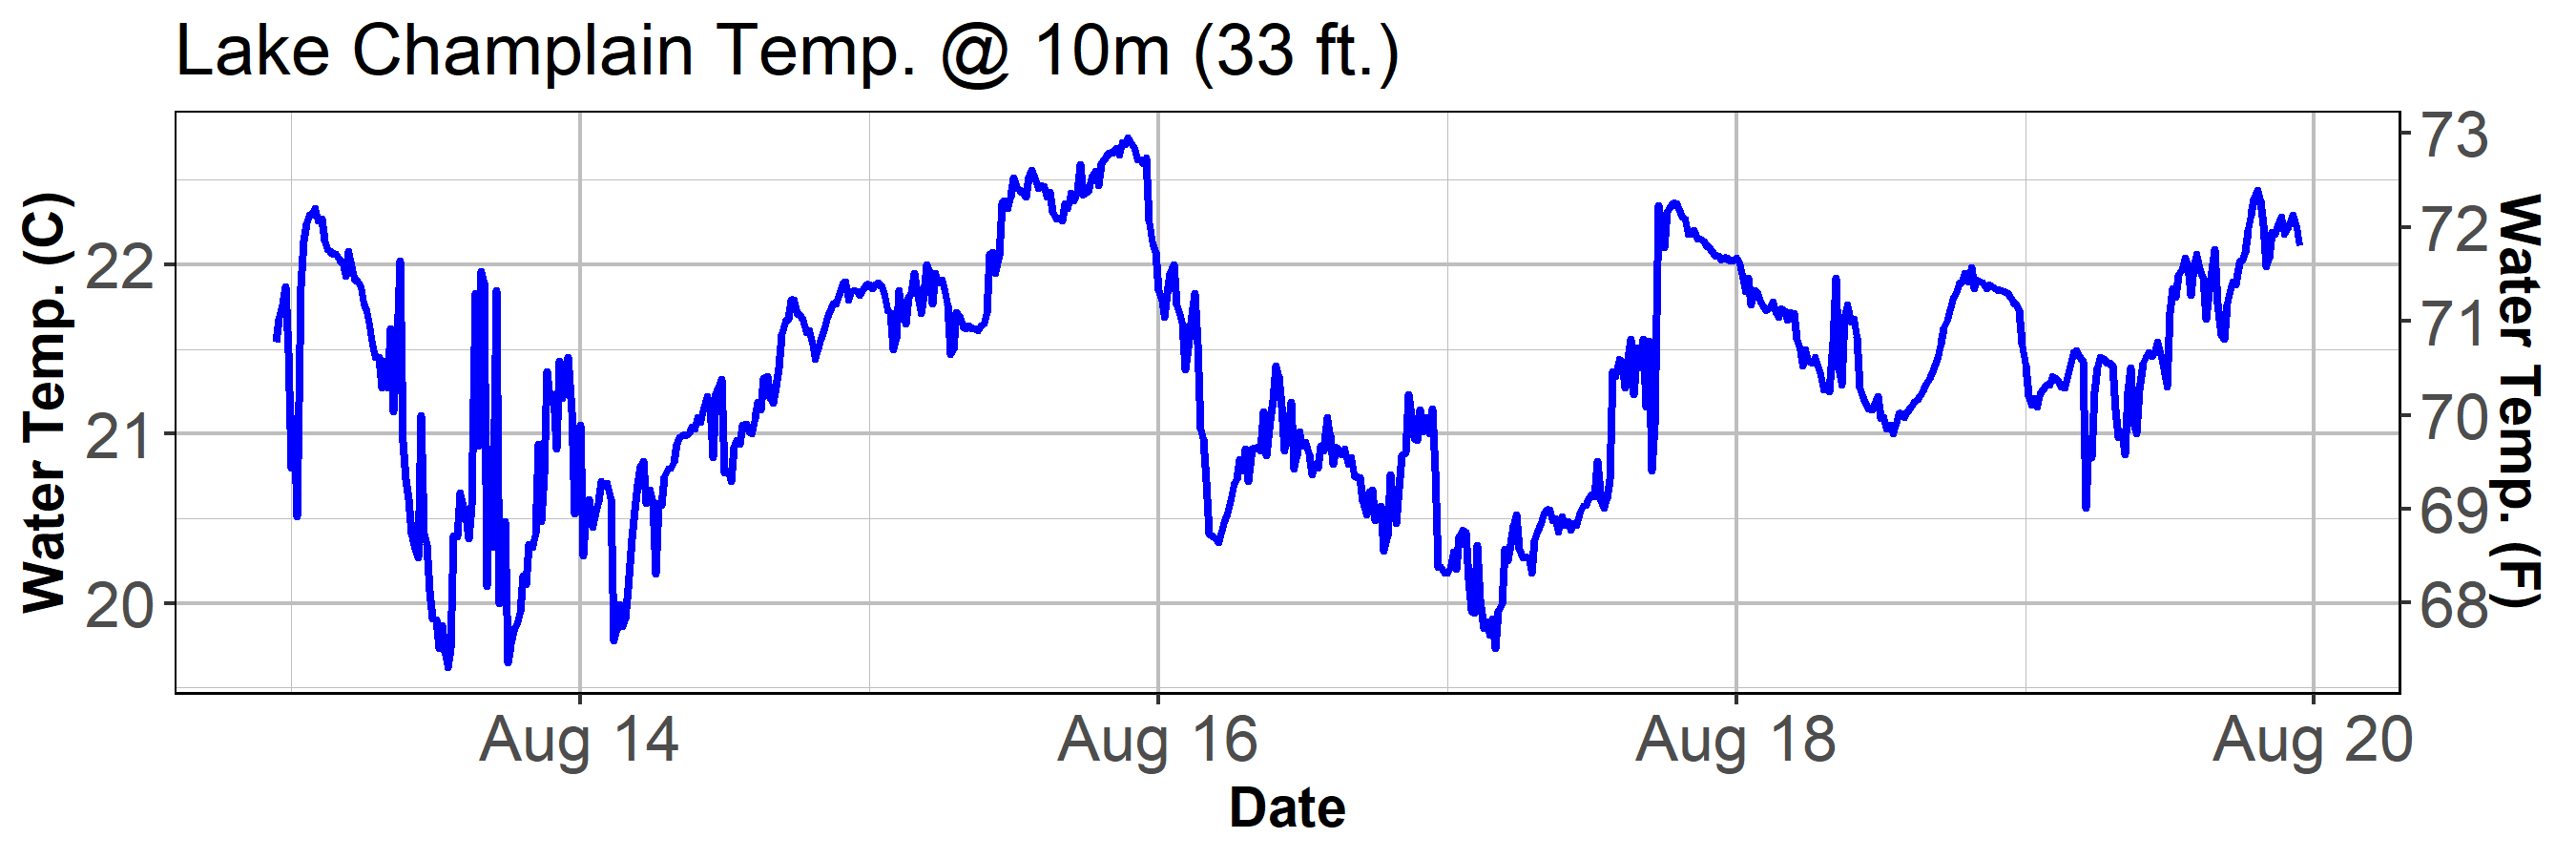 Lake Champlain Temp. @ 10m (33 ft.)
Water Temp. (C)
22
21
20
73
72
71
70
69
68
Water Temp. (F)
Aug 14 Aug 16 Aug 18 Aug 20
Date